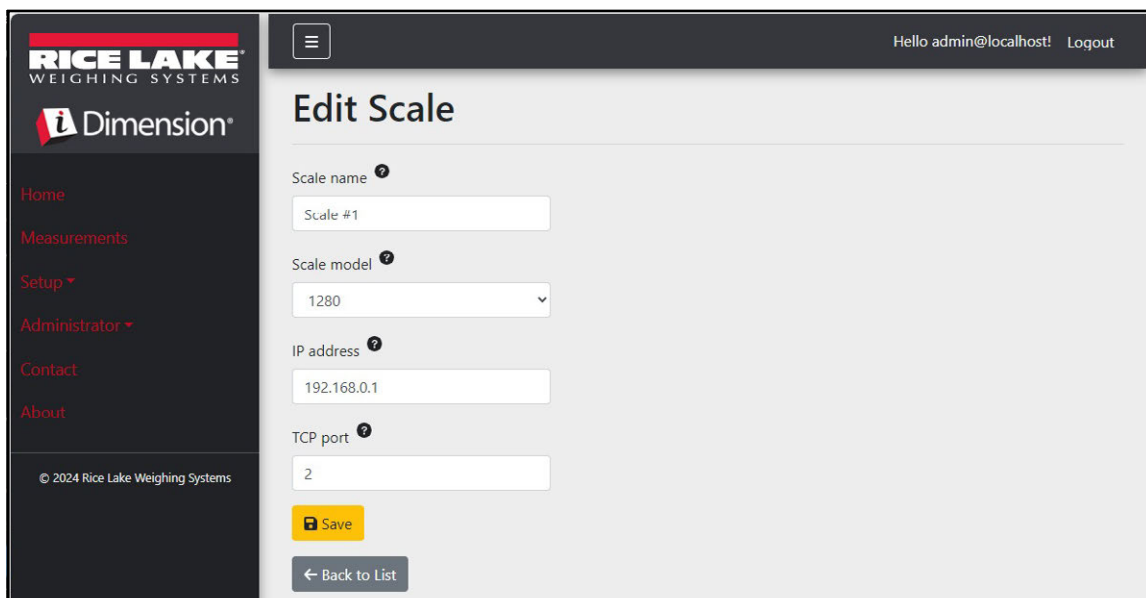 RICE LAKE®
WEIGHING SYSTEMS
i Dimension®
Home
Measurements
Setup
Administrator
Contact
About
© 2024 Rice Lake Weighing Systems
Hello admin@localhost! Logout
Edit Scale
Scale name ?
Scale #1
Scale model ?
1280
IP address ?
192.168.0.1
TCP port ?
2
Save
← Back to List